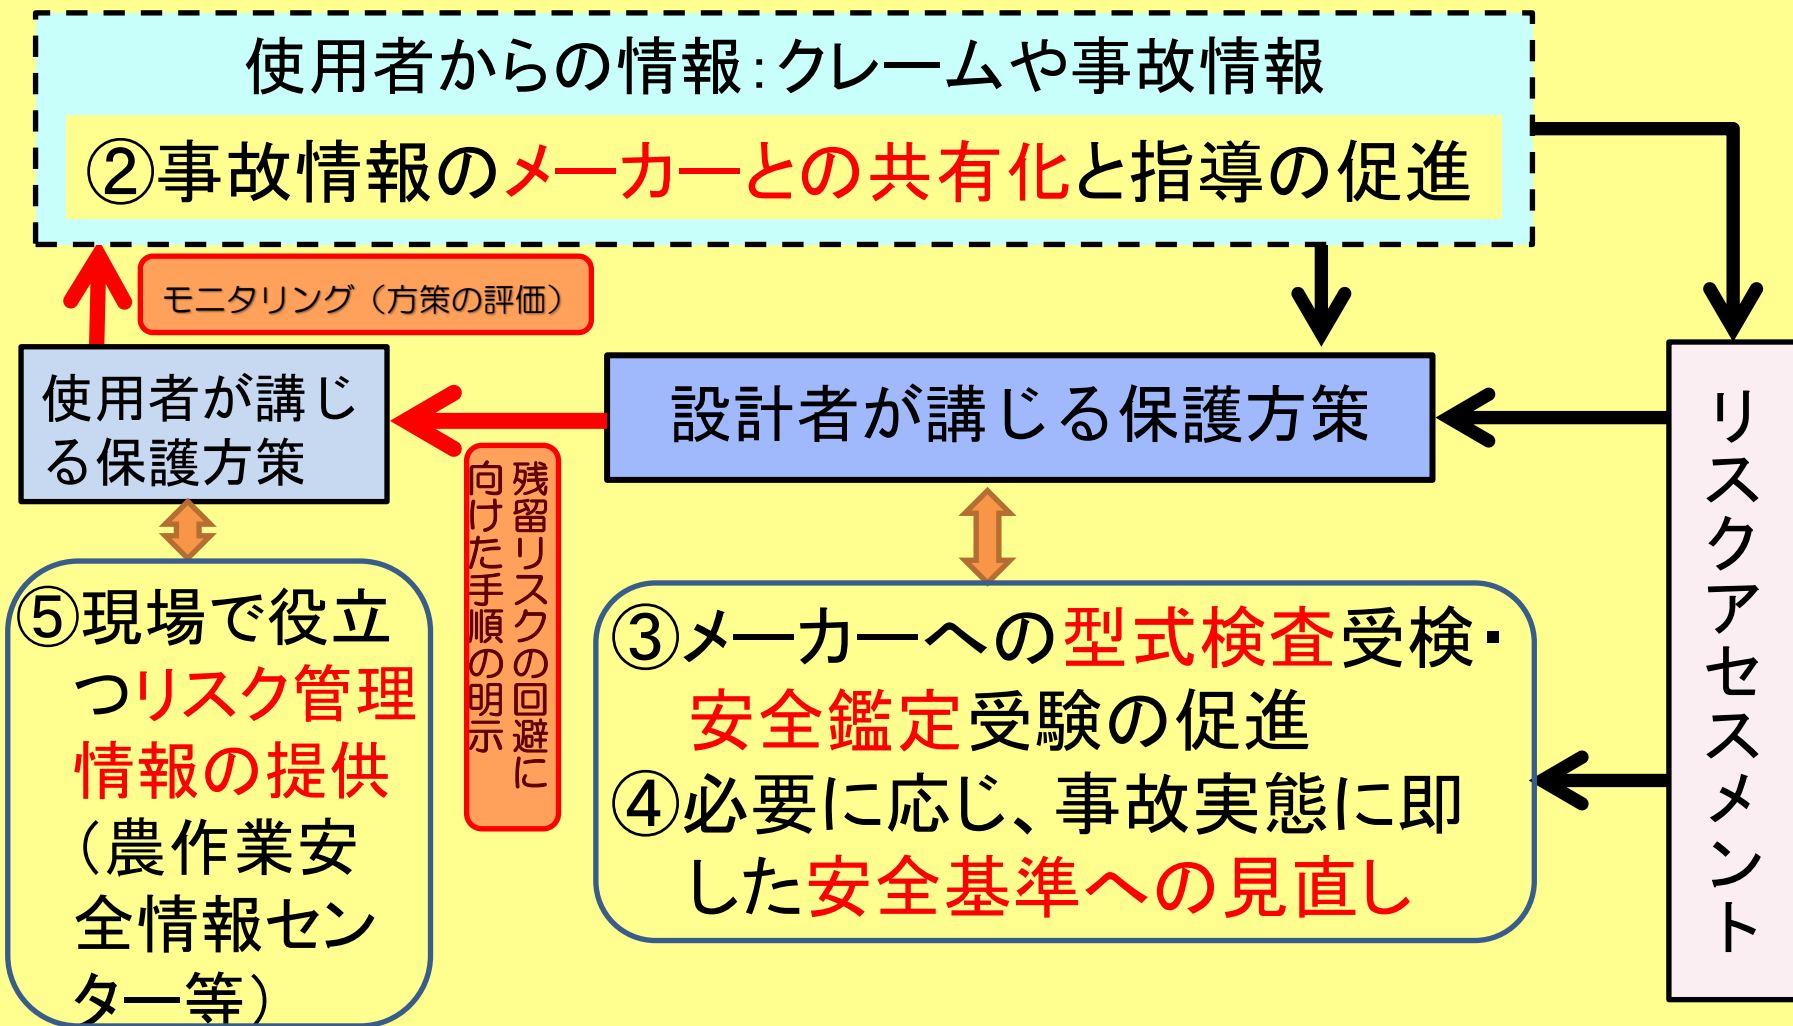 使用者からの情報:クレームや事故情報
②事故情報のメーカーとの共有化と指導の促進
モニタリング（方策の評価）
使用者が講じ
る保護方策
設計者が講じる保護方策
残留リスクの回避に
向けた手順の明示
リスクアセスメント
⑤現場で役立
つリスク管理
情報の提供
（農作業安
全情報セン
ター等）
③メーカーへの型式検査受検・
安全鑑定受験の促進
④必要に応じ、事故実態に即
した安全基準への見直し